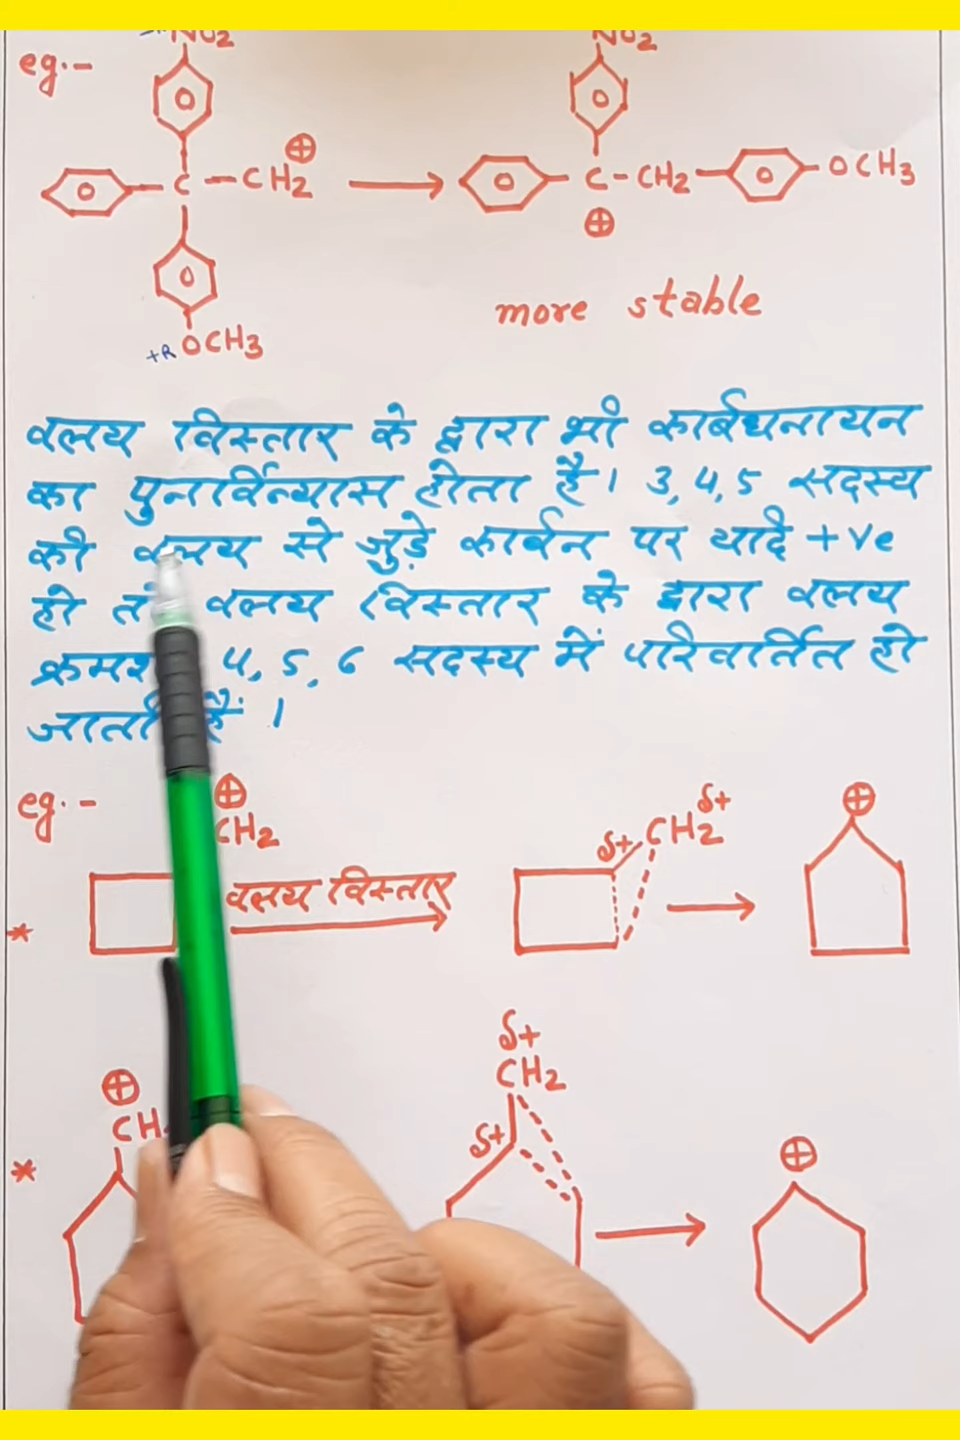 eg.-
NO2
NO2
C - CH2 ⊕ → C - CH2 OCH3
⊕
more stable
+R OCH3
वलय विस्तार के द्वारा भी कार्बधनायन
का पुनर्विन्यास होता है। 3,4,5 सदस्य
की वलय से जुड़े कार्बन पर यदि +ve
हो तो वलय विस्तार के द्वारा वलय
4, 5, 6 सदस्य में परिवर्तित हो
हैं ।
eg.-
⊕
CH2
δ+ CH2 δ+
⊕
* वलय विस्तार → →
δ+
⊕ CH2
δ+
⊕
* →